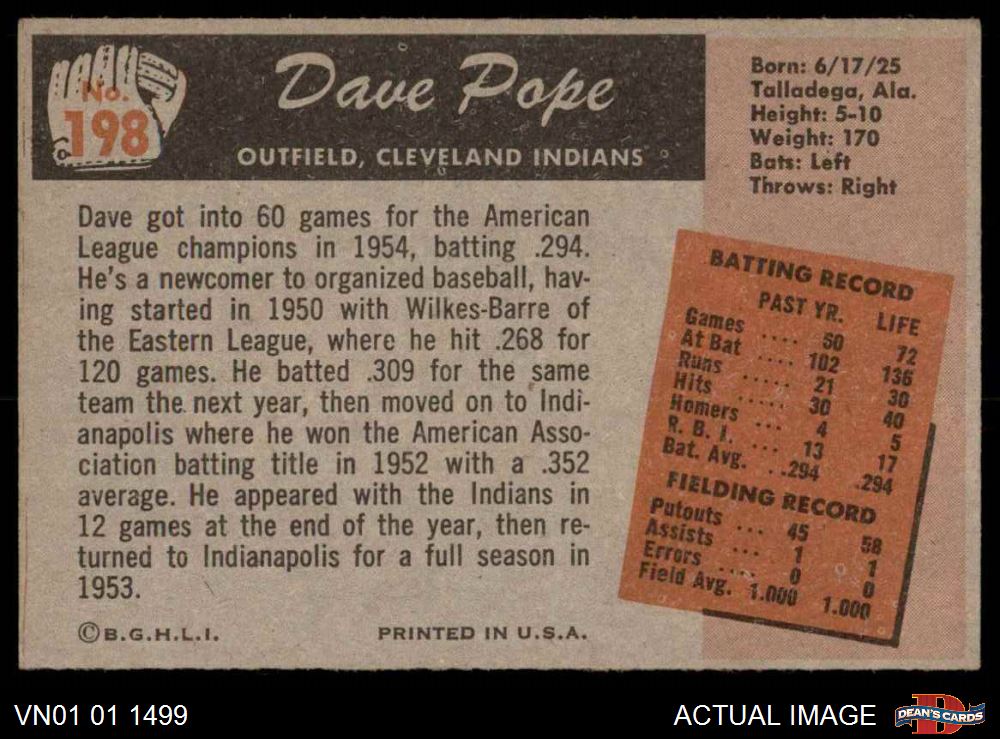 No.
198
Dave Pope
OUTFIELD, CLEVELAND INDIANS
Born: 6/17/25
Talladega, Ala.
Height: 5-10
Weight: 170
Bats: Left
Throws: Right
Dave got into 60 games for the American
League champions in 1954, batting .294.
He's a newcomer to organized baseball, hav-
ing started in 1950 with Wilkes-Barre of
the Eastern League, where he hit .268 for
120 games. He batted .309 for the same
team the next year, then moved on to Indi-
anapolis where he won the American Asso-
ciation batting title in 1952 with a .352
average. He appeared with the Indians in
12 games at the end of the year, then re-
turned to Indianapolis for a full season in
1953.
©B.G.H.L.I. PRINTED IN U.S.A.
BATTING RECORD
PAST YR. LIFE
Games .... 60 72
At Bat .... 102 136
Runs ..... 21 30
Hits ..... 30 40
Homers ... 4 5
R. B. I. ... 13 17
Bat. Avg. ...294 .294
FIELDING RECORD
Putouts ... 45 58
Assists ... 1 1
Errors .... 0 0
Field Avg. 1.000 1.000
VN01 01 1499
ACTUAL IMAGE
D
DEAN'S CARDS